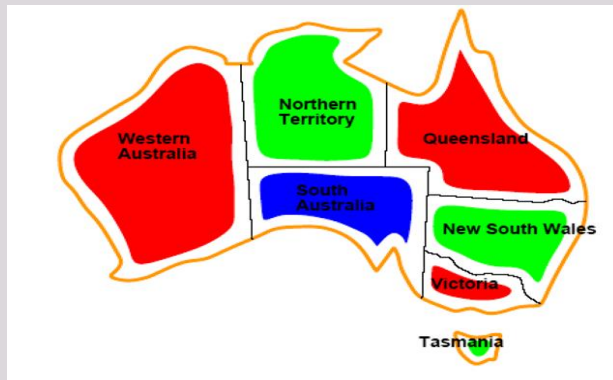 Northern
Territory
Western
Australia
Queensland
South
Australia
New South Wales
Victoria
Tasmania